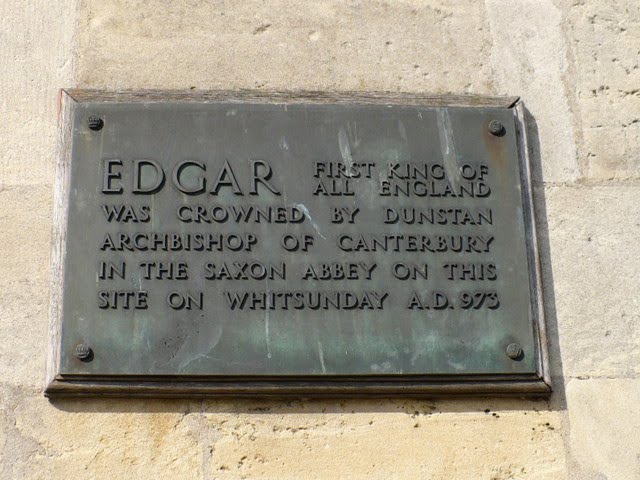 EDGAR FIRST KING OF
ALL ENGLAND
WAS CROWNED BY DUNSTAN
ARCHBISHOP OF CANTERBURY
IN THE SAXON ABBEY ON THIS
SITE ON WHITSUNDAY A.D. 973